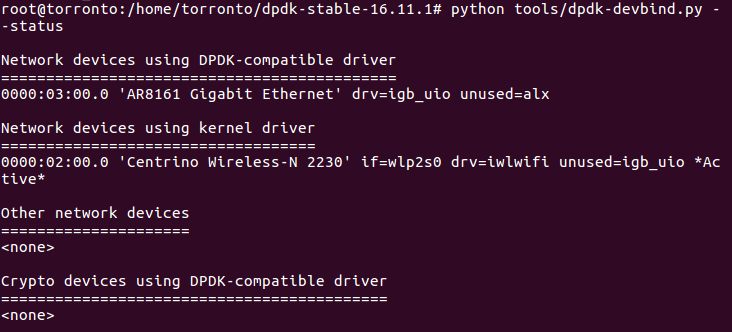 root@torronto:/home/torronto/dpdk-stable-16.11.1# python tools/dpdk-devbind.py -
-status
Network devices using DPDK-compatible driver
============================================
0000:03:00.0 'AR8161 Gigabit Ethernet' drv=igb_uio unused=alx
Network devices using kernel driver
===================================
0000:02:00.0 'Centrino Wireless-N 2230' if=wlp2s0 drv=iwlwifi unused=igb_uio *Ac
tive*
Other network devices
=====================
<none>
Crypto devices using DPDK-compatible driver
===========================================
<none>